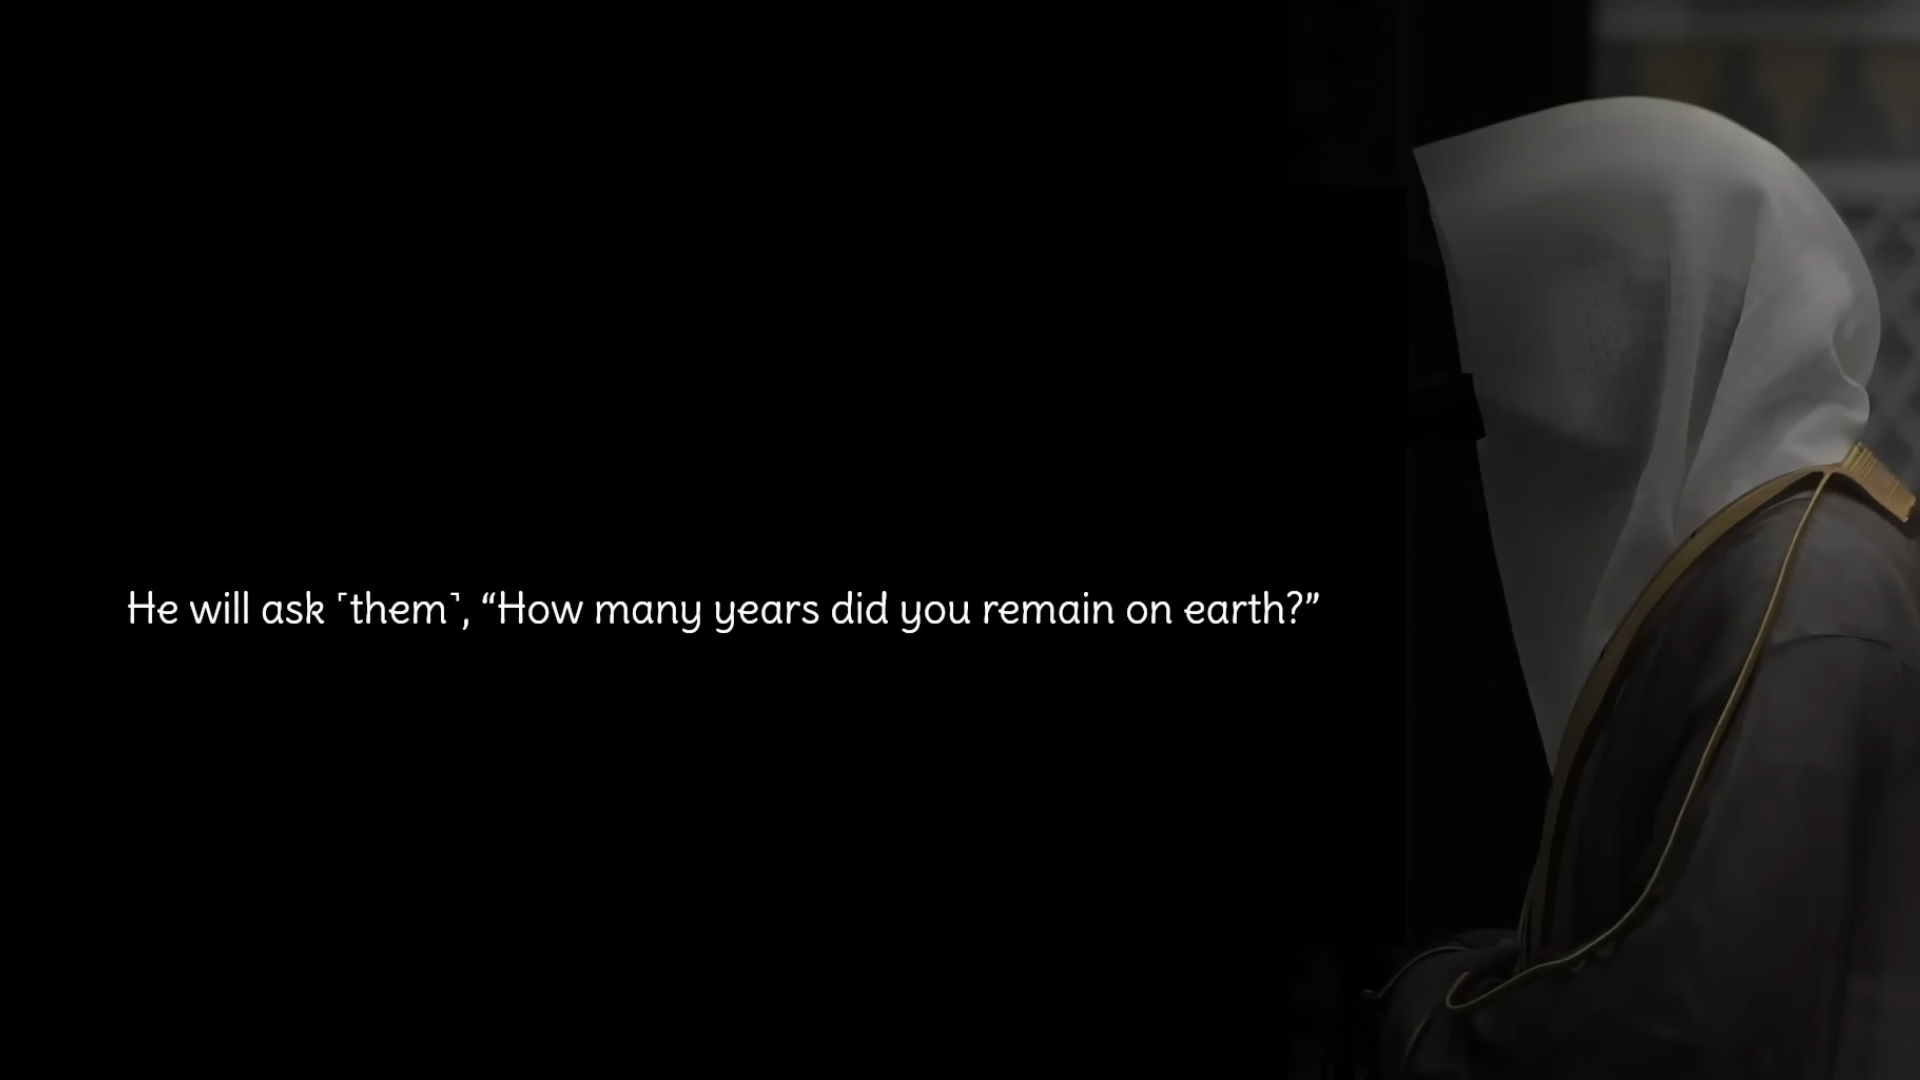 He will ask ˹them˺, “How many years did you remain on earth?”